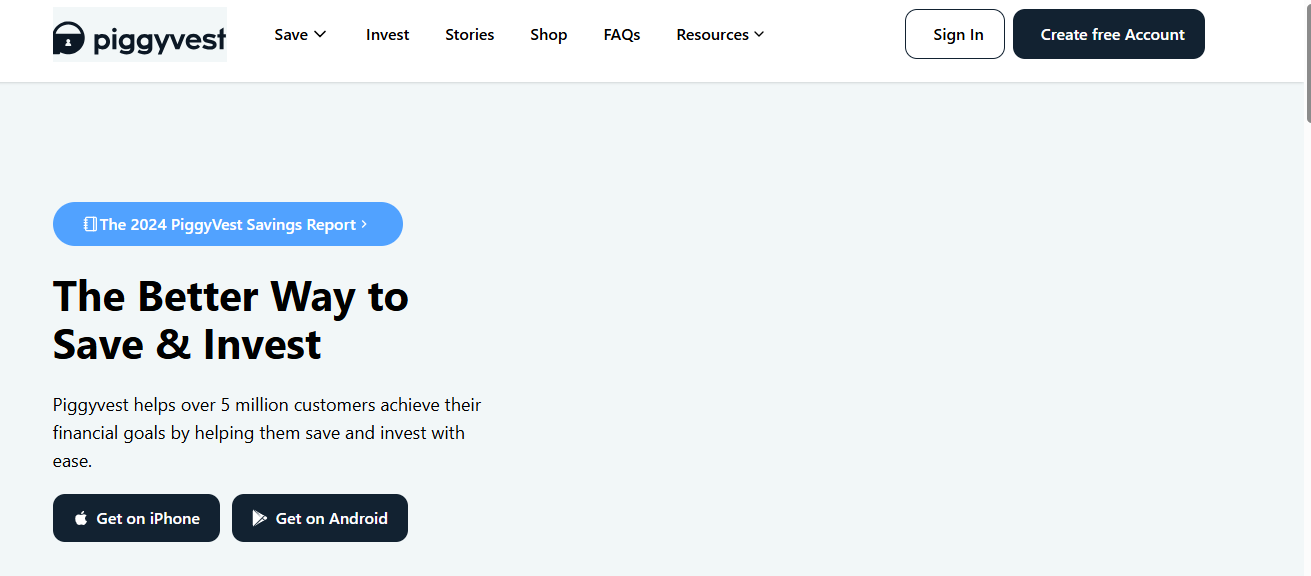 piggyvest
Save
Invest
Stories
Shop
FAQs
Resources
Sign In
Create free Account
The 2024 PiggyVest Savings Report
The Better Way to
Save & Invest
Piggyvest helps over 5 million customers achieve their
financial goals by helping them save and invest with
ease.
Get on iPhone
Get on Android